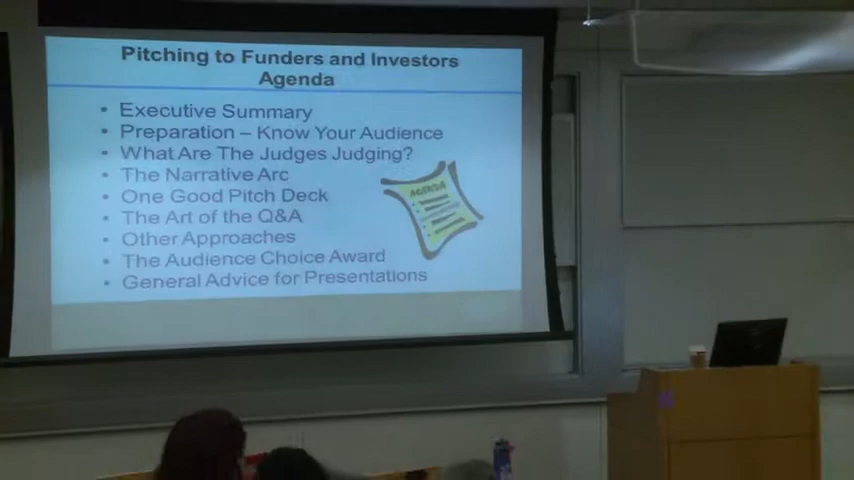 Pitching to Funders and Investors
Agenda
• Executive Summary
• Preparation – Know Your Audience
• What Are The Judges Judging?
• The Narrative Arc
• One Good Pitch Deck
• The Art of the Q&A
• Other Approaches
• The Audience Choice Award
• General Advice for Presentations
AGENDA